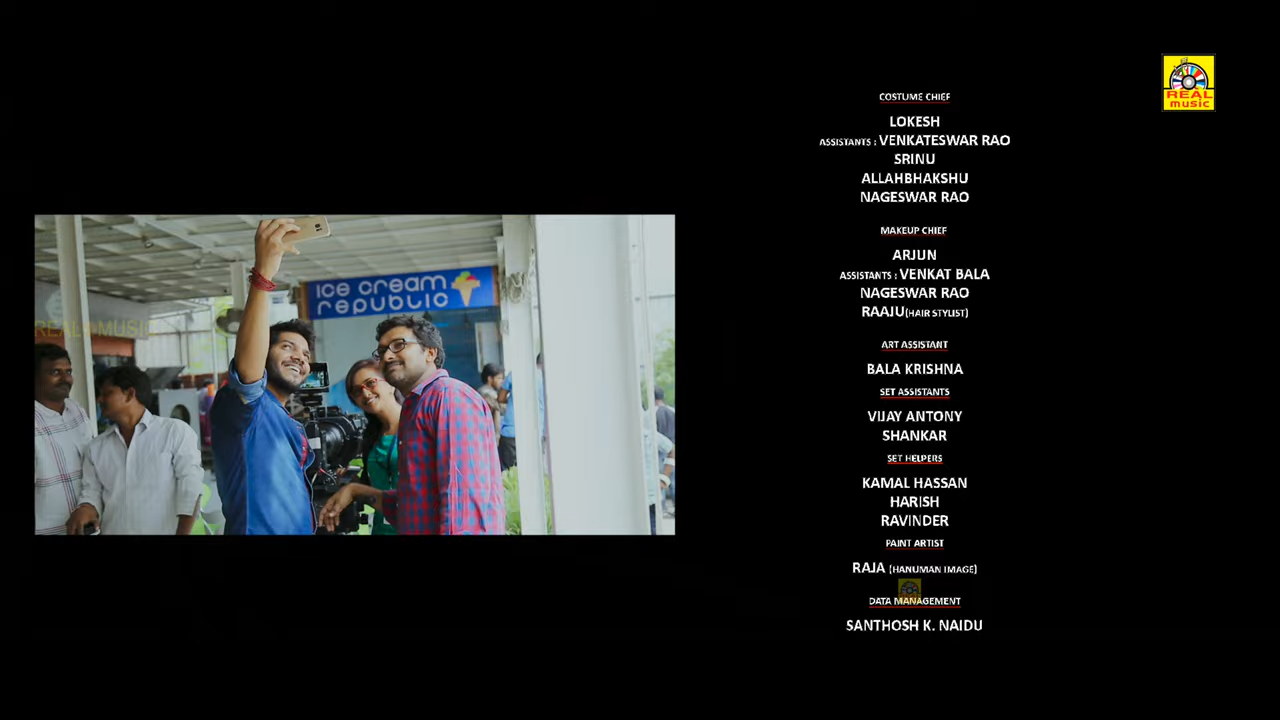 REAL
music
COSTUME CHIEF
LOKESH
ASSISTANTS : VENKATESWAR RAO
SRINU
ALLAHBHAKSHU
NAGESWAR RAO
MAKEUP CHIEF
ARJUN
ASSISTANTS : VENKAT BALA
NAGESWAR RAO
RAAJU(HAIR STYLIST)
ART ASSISTANT
BALA KRISHNA
SET ASSISTANTS
VIJAY ANTONY
SHANKAR
SET HELPERS
KAMAL HASSAN
HARISH
RAVINDER
PAINT ARTIST
RAJA (HANUMAN IMAGE)
DATA MANAGEMENT
SANTHOSH K. NAIDU
ice cream
republic
REAL MUSIC